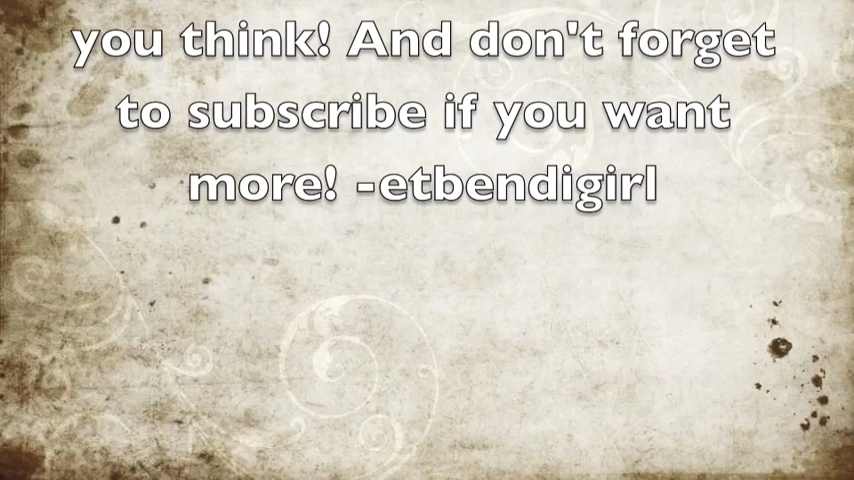 you think! And don't forget
to subscribe if you want
more! -etbendigirl